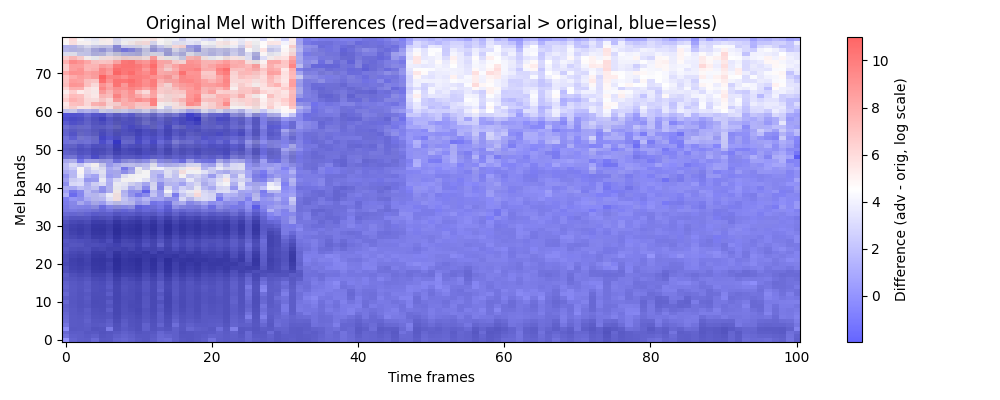 Original Mel with Differences (red=adversarial > original, blue=less)
Mel bands
70
60
50
40
30
20
10
0
0 20 40 60 80 100
Time frames
10
8
6
4
2
0
Difference (adv - orig, log scale)